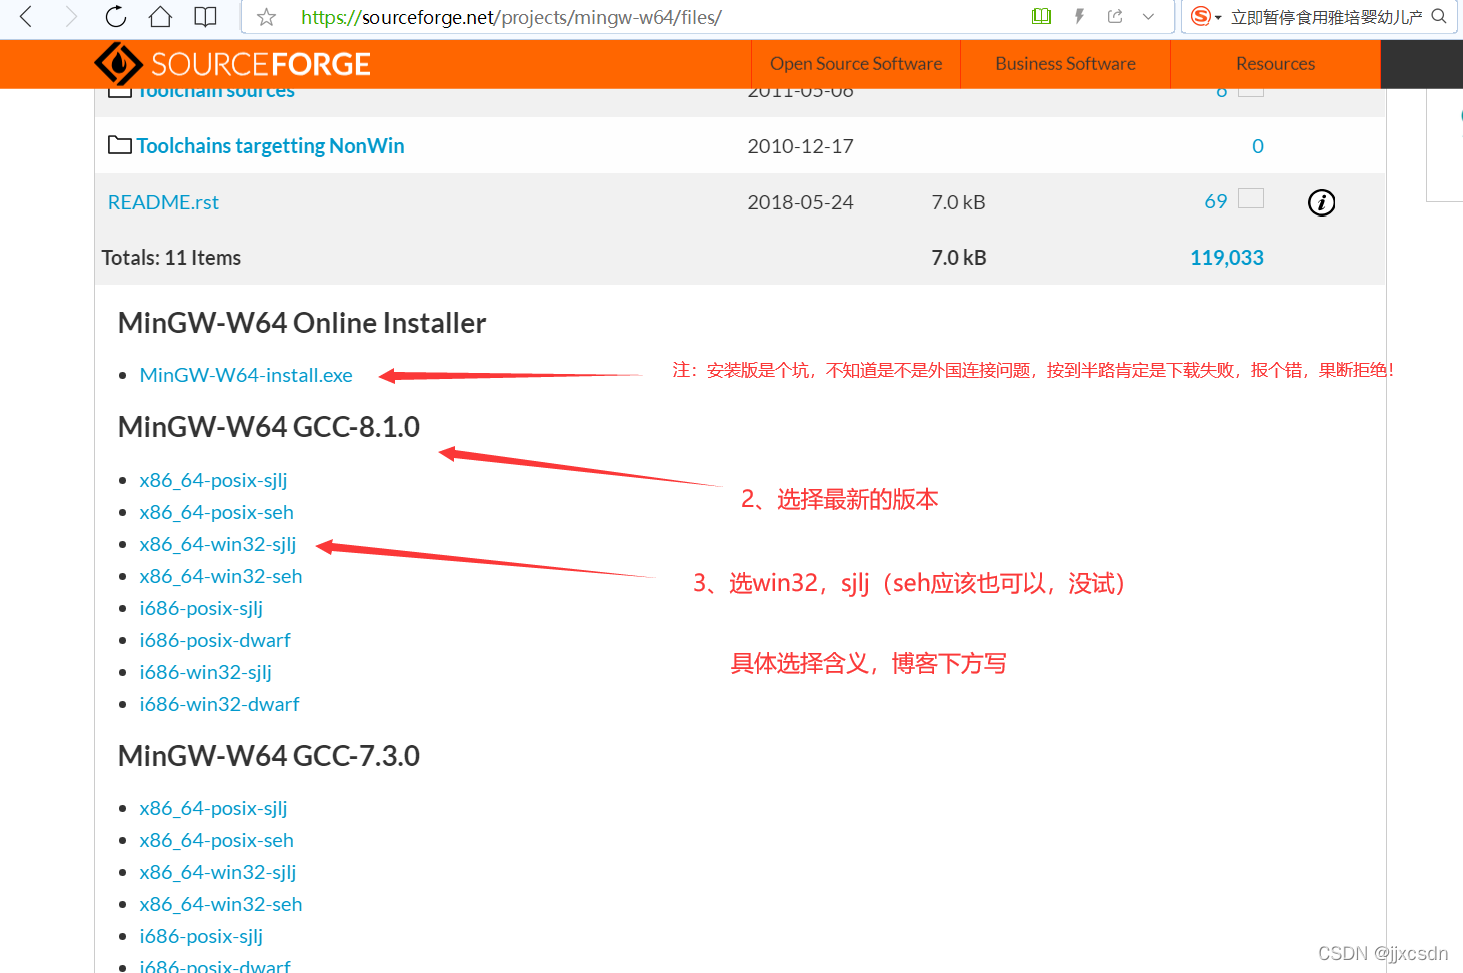 https://sourceforge.net/projects/mingw-w64/files/
立即暂停食用雅培婴幼儿产
SOURCEFORGE
Open Source Software
Business Software
Resources
Toolchain sources 2011-05-06 6
Toolchains targetting NonWin 2010-12-17 0
README.rst 2018-05-24 7.0 kB 69
Totals: 11 Items 7.0 kB 119,033
MinGW-W64 Online Installer
MinGW-W64-install.exe
注：安装版是个坑，不知道是不是外国连接问题，按到半路肯定是下载失败，报个错，果断拒绝！
MinGW-W64 GCC-8.1.0
x86_64-posix-sjlj
2、选择最新的版本
x86_64-posix-seh
x86_64-win32-sjlj
x86_64-win32-seh
3、选win32，sjlj（seh应该也可以，没试）
i686-posix-sjlj
i686-posix-dwarf
具体选择含义，博客下方写
i686-win32-sjlj
i686-win32-dwarf
MinGW-W64 GCC-7.3.0
x86_64-posix-sjlj
x86_64-posix-seh
x86_64-win32-sjlj
x86_64-win32-seh
i686-posix-sjlj
i686-posix-dwarf
CSDN @jjxcsdn